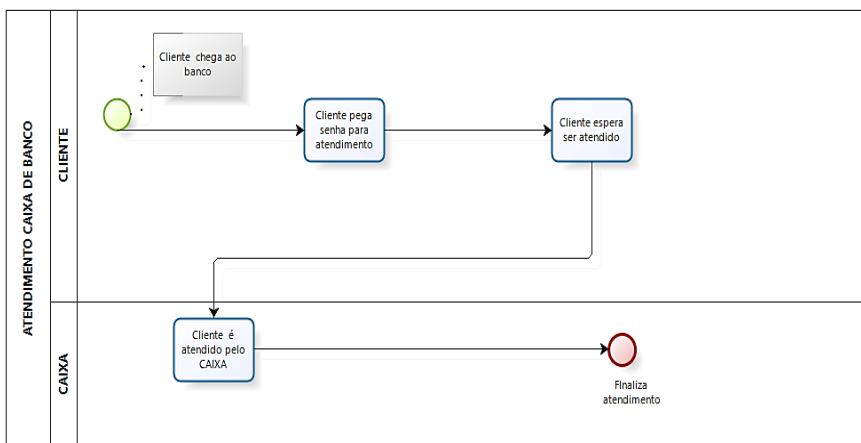 ATENDIMENTO CAIXA DE BANCO
CLIENTE
Cliente chega ao
banco
Cliente pega
senha para
atendimento
Cliente espera
ser atendido
CAIXA
Cliente é
atendido pelo
CAIXA
FInaliza
atendimento